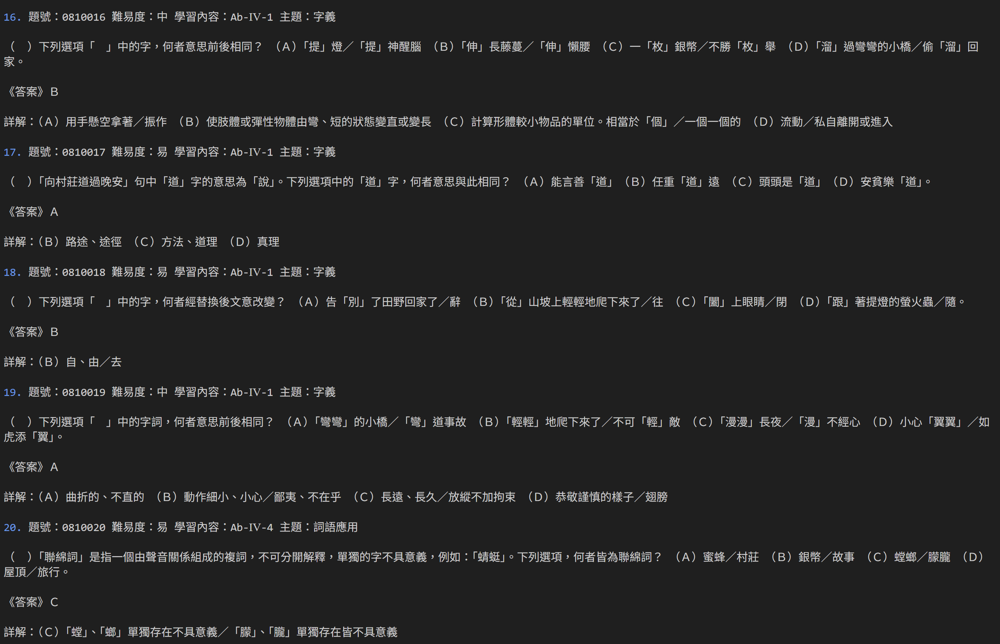 16. 題號：0810016 難易度：中 學習內容：Ab-Ⅳ-1 主題：字義
（　）下列選項「　」中的字，何者意思前後相同？ （Ａ）「提」燈／「提」神醒腦 （Ｂ）「伸」長藤蔓／「伸」懶腰 （Ｃ）一「枚」銀幣／不勝「枚」舉 （Ｄ）「溜」過彎彎的小橋／偷「溜」回
家。
《答案》Ｂ
詳解：（Ａ）用手懸空拿著／振作 （Ｂ）使肢體或彈性物體由彎、短的狀態變直或變長 （Ｃ）計算形體較小物品的單位。相當於「個」／一個一個的 （Ｄ）流動／私自離開或進入
17. 題號：0810017 難易度：易 學習內容：Ab-Ⅳ-1 主題：字義
（　）「向村莊道過晚安」句中「道」字的意思為「說」。下列選項中的「道」字，何者意思與此相同？ （Ａ）能言善「道」（Ｂ）任重「道」遠 （Ｃ）頭頭是「道」（Ｄ）安貧樂「道」。
《答案》Ａ
詳解：（Ｂ）路途、途徑 （Ｃ）方法、道理 （Ｄ）真理
18. 題號：0810018 難易度：易 學習內容：Ab-Ⅳ-1 主題：字義
（　）下列選項「　」中的字，何者經替換後文意改變？ （Ａ）告「別」了田野回家了／辭 （Ｂ）「從」山坡上輕輕地爬下來了／往 （Ｃ）「闔」上眼睛／閉 （Ｄ）「跟」著提燈的螢火蟲／隨。
《答案》Ｂ
詳解：（Ｂ）自、由／去
19. 題號：0810019 難易度：中 學習內容：Ab-Ⅳ-1 主題：字義
（　）下列選項「　」中的字詞，何者意思前後相同？ （Ａ）「彎彎」的小橋／「彎」道事故 （Ｂ）「輕輕」地爬下來了／不可「輕」敵 （Ｃ）「漫漫」長夜／「漫」不經心 （Ｄ）小心「翼翼」／如
虎添「翼」。
《答案》Ａ
詳解：（Ａ）曲折的、不直的 （Ｂ）動作細小、小心／鄙夷、不在乎 （Ｃ）長遠、長久／放縱不加拘束 （Ｄ）恭敬謹慎的樣子／翅膀
20. 題號：0810020 難易度：易 學習內容：Ab-Ⅳ-4 主題：詞語應用
（　）「聯綿詞」是指一個由聲音關係組成的複詞，不可分開解釋，單獨的字不具意義，例如：「蜻蜓」。下列選項，何者皆為聯綿詞？ （Ａ）蜜蜂／村莊 （Ｂ）銀幣／故事 （Ｃ）螳螂／朦朧 （Ｄ）
屋頂／旅行。
《答案》Ｃ
詳解：（Ｃ）「螳」、「螂」單獨存在不具意義／「朦」、「朧」單獨存在皆不具意義